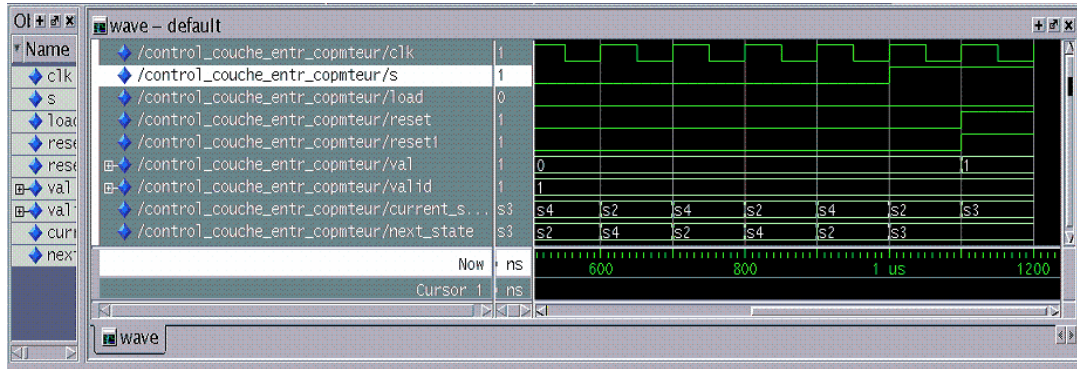 Ol
wave – default
Name
clk
s
load
rese
rese
val
val
curr
nex
/control_couche_entr_copmteur/clk 1
/control_couche_entr_copmteur/s 1
/control_couche_entr_copmteur/load 0
/control_couche_entr_copmteur/reset 1
/control_couche_entr_copmteur/reset1 1
/control_couche_entr_copmteur/val 1 0 1
/control_couche_entr_copmteur/valid 1 1
/control_couche_entr_copmteur/current_s... s3 s4 s2 s4 s2 s4 s2 s3
/control_couche_entr_copmteur/next_state s3 s2 s4 s2 s4 s2 s3
Now ns 600 800 1 us 1200
Cursor 1 ns
wave